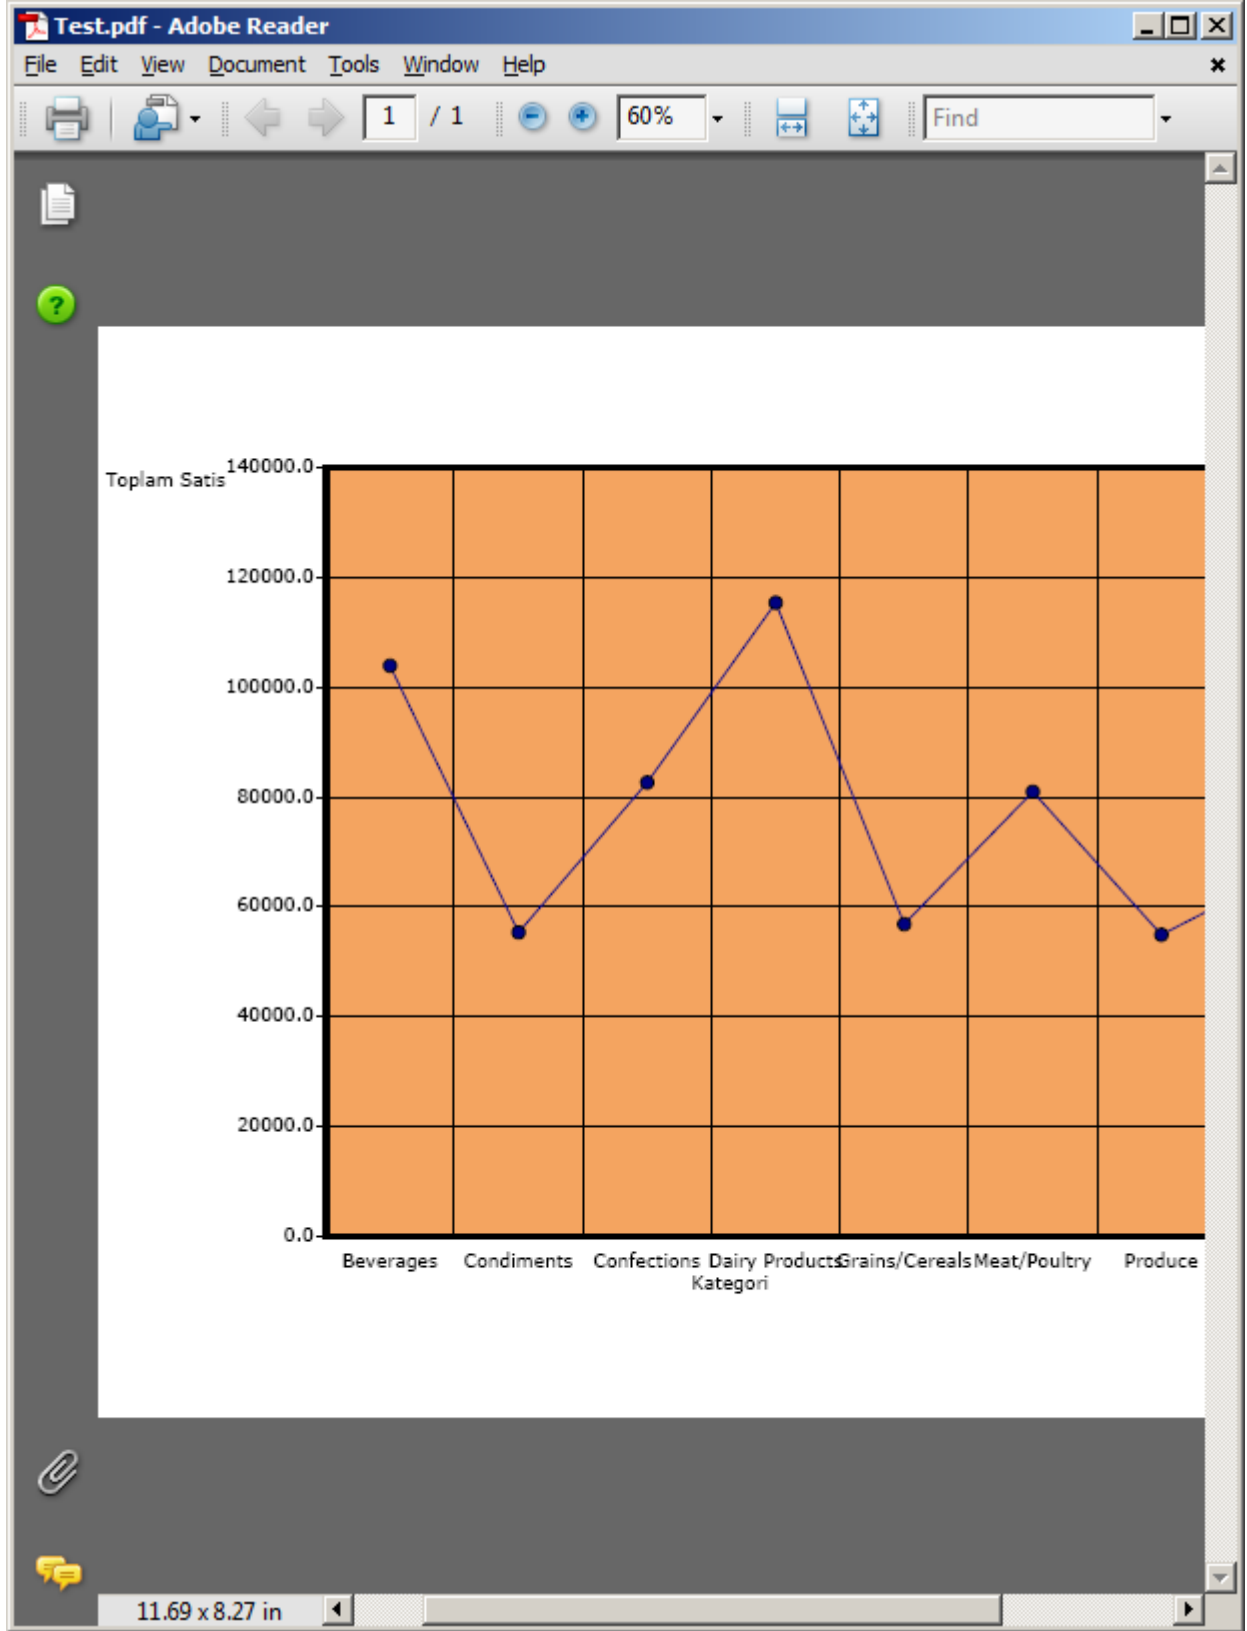 Test.pdf - Adobe Reader
File Edit View Document Tools Window Help
1 / 1 60% Find
Toplam Satis
140000.0
120000.0
100000.0
80000.0
60000.0
40000.0
20000.0
0.0
Beverages Condiments Confections Dairy Products Grains/Cereals Meat/Poultry Produce
Kategori
11.69 x 8.27 in